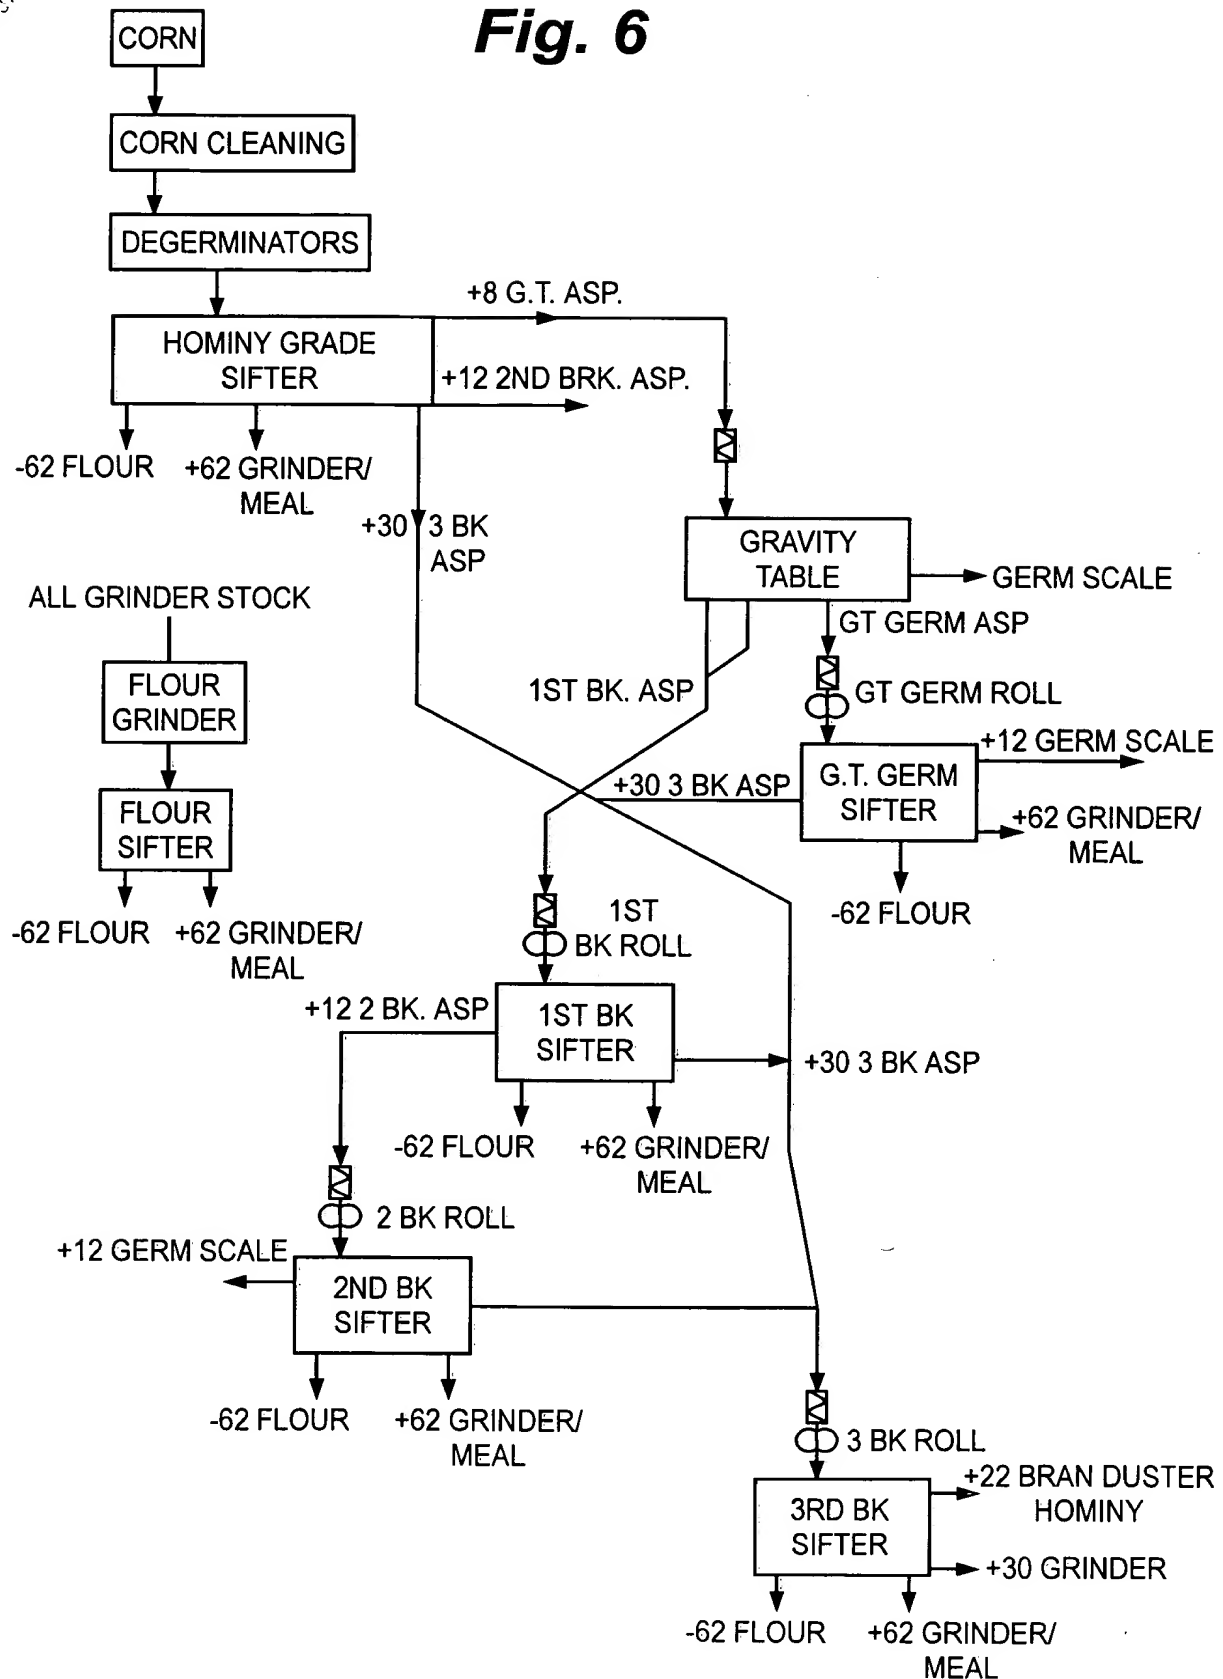 Fig. 6
CORN
CORN CLEANING
DEGERMINATORS
+8 G.T. ASP.
HOMINY GRADE
SIFTER
+12 2ND BRK. ASP.
-62 FLOUR
+62 GRINDER/
MEAL
+30 3 BK
ASP
GRAVITY
TABLE
GERM SCALE
ALL GRINDER STOCK
GT GERM ASP
FLOUR
GRINDER
1ST BK. ASP
GT GERM ROLL
+12 GERM SCALE
G.T. GERM
SIFTER
+30 3 BK ASP
FLOUR
SIFTER
+62 GRINDER/
MEAL
-62 FLOUR
-62 FLOUR
+62 GRINDER/
MEAL
1ST
BK ROLL
+12 2 BK. ASP
1ST BK
SIFTER
+30 3 BK ASP
-62 FLOUR
+62 GRINDER/
MEAL
2 BK ROLL
+12 GERM SCALE
2ND BK
SIFTER
-62 FLOUR
+62 GRINDER/
MEAL
3 BK ROLL
+22 BRAN DUSTER
HOMINY
3RD BK
SIFTER
+30 GRINDER
-62 FLOUR
+62 GRINDER/
MEAL